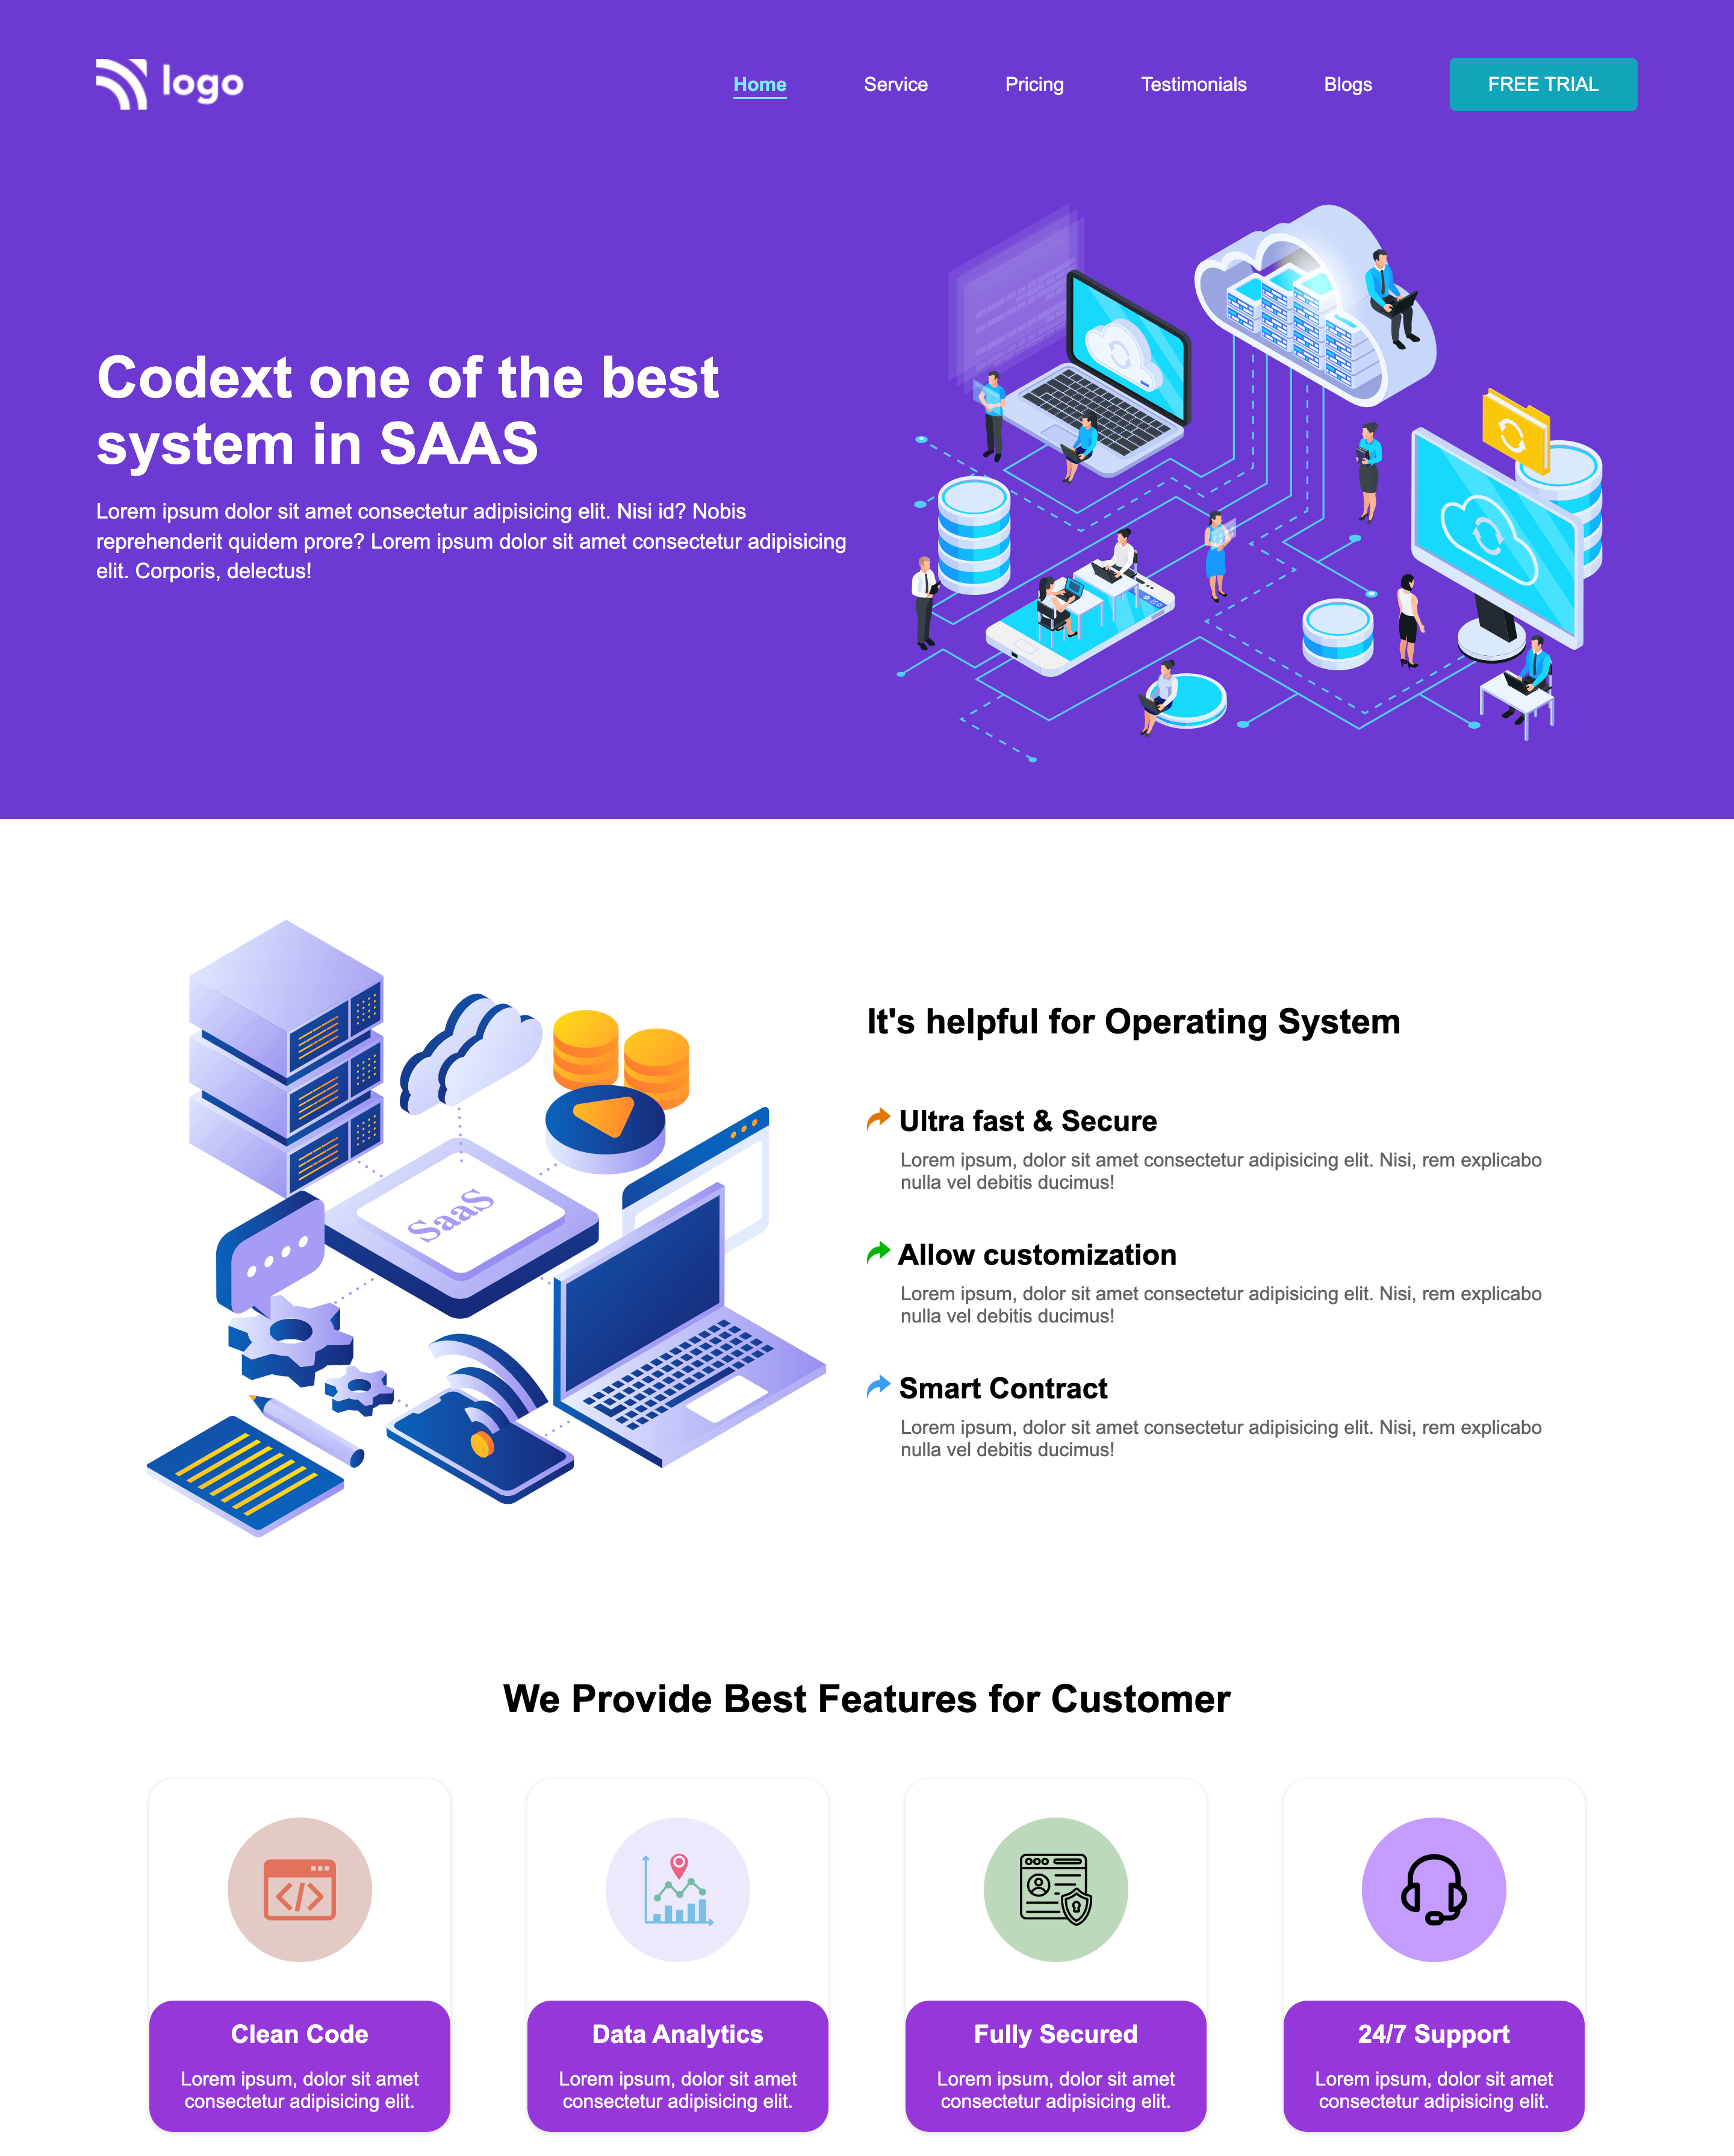 logo
Home
Service
Pricing
Testimonials
Blogs
FREE TRIAL
Codext one of the best
system in SAAS
Lorem ipsum dolor sit amet consectetur adipisicing elit. Nisi id? Nobis
reprehenderit quidem prore? Lorem ipsum dolor sit amet consectetur adipisicing
elit. Corporis, delectus!
SaaS
It's helpful for Operating System
Ultra fast & Secure
Lorem ipsum, dolor sit amet consectetur adipisicing elit. Nisi, rem explicabo
nulla vel debitis ducimus!
Allow customization
Lorem ipsum, dolor sit amet consectetur adipisicing elit. Nisi, rem explicabo
nulla vel debitis ducimus!
Smart Contract
Lorem ipsum, dolor sit amet consectetur adipisicing elit. Nisi, rem explicabo
nulla vel debitis ducimus!
We Provide Best Features for Customer
Clean Code
Lorem ipsum, dolor sit amet
consectetur adipisicing elit.
Data Analytics
Lorem ipsum, dolor sit amet
consectetur adipisicing elit.
Fully Secured
Lorem ipsum, dolor sit amet
consectetur adipisicing elit.
24/7 Support
Lorem ipsum, dolor sit amet
consectetur adipisicing elit.